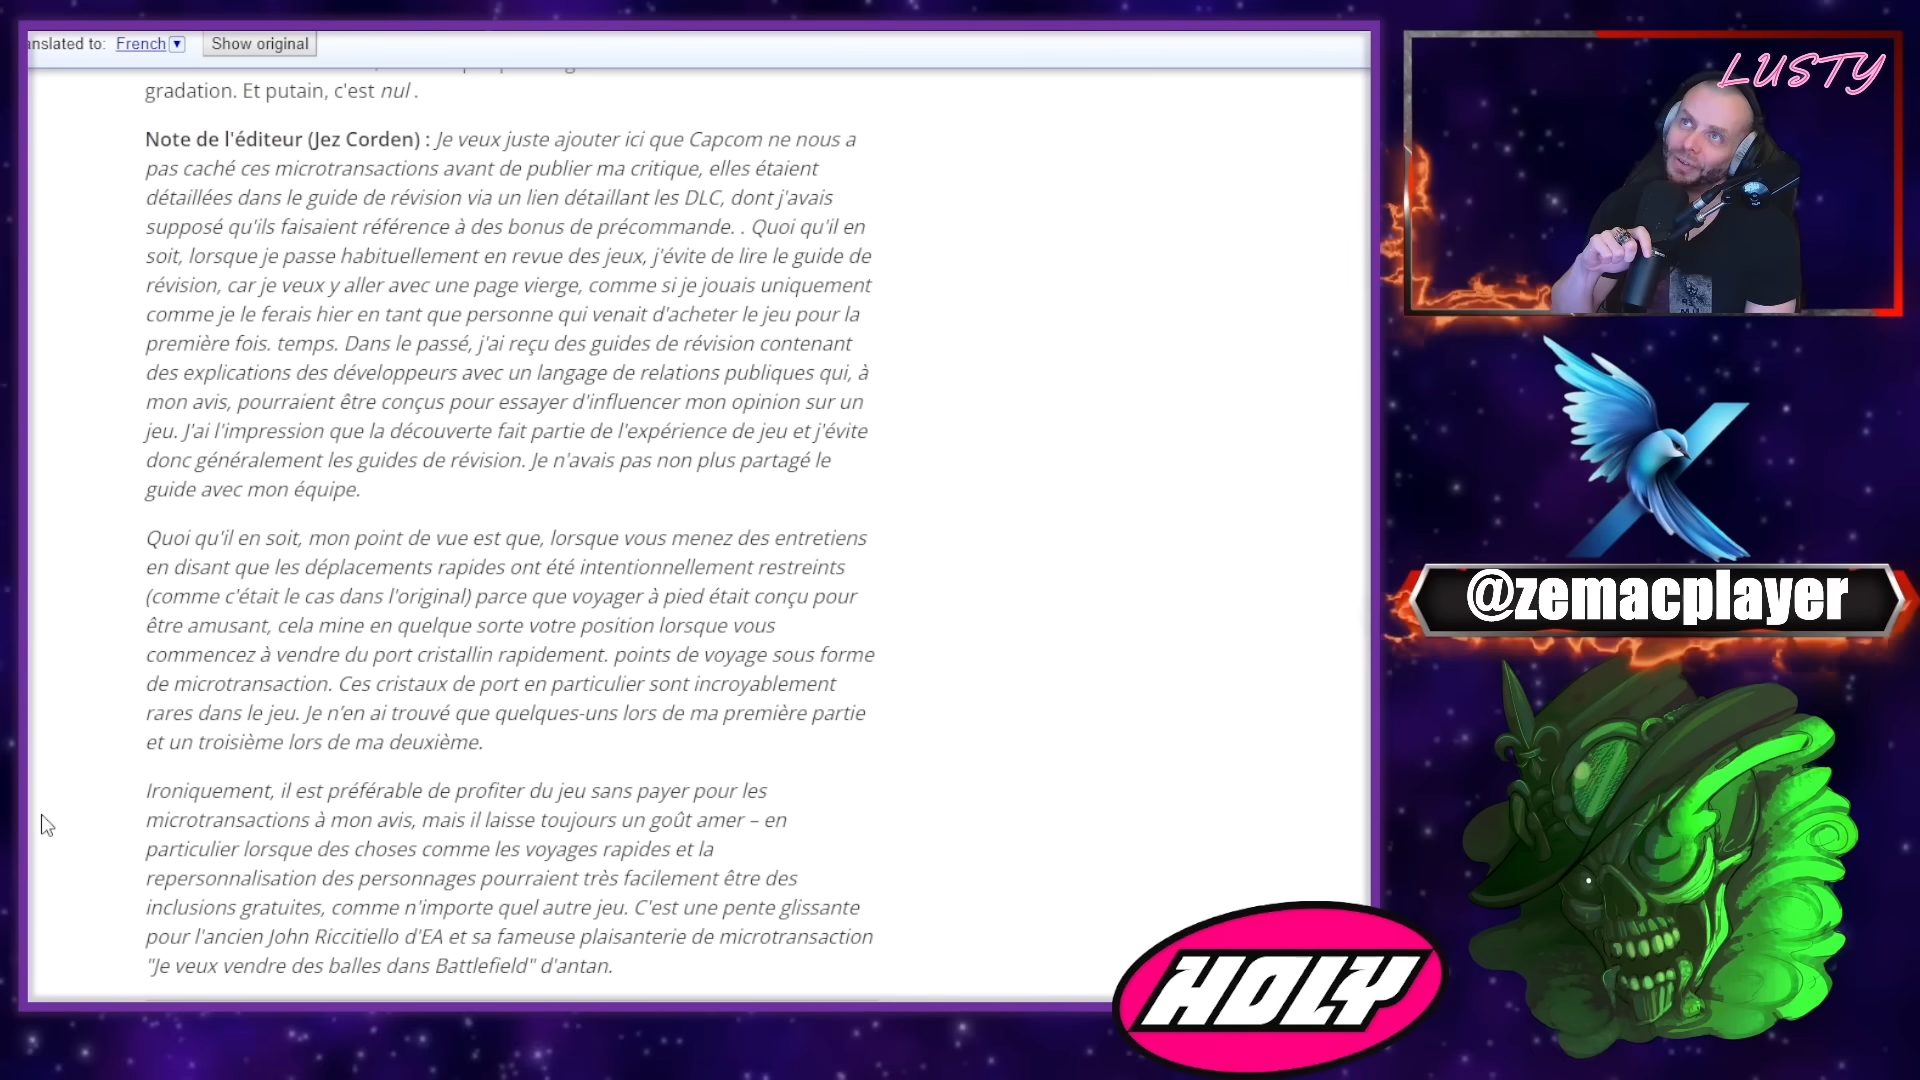 anslated to: French ▼ Show original
gradation. Et putain, c'est nul .
Note de l'éditeur (Jez Corden) : Je veux juste ajouter ici que Capcom ne nous a
pas caché ces microtransactions avant de publier ma critique, elles étaient
détaillées dans le guide de révision via un lien détaillant les DLC, dont j'avais
supposé qu'ils faisaient référence à des bonus de précommande. . Quoi qu'il en
soit, lorsque je passe habituellement en revue des jeux, j'évite de lire le guide de
révision, car je veux y aller avec une page vierge, comme si je jouais uniquement
comme je le ferais hier en tant que personne qui venait d'acheter le jeu pour la
première fois. temps. Dans le passé, j'ai reçu des guides de révision contenant
des explications des développeurs avec un langage de relations publiques qui, à
mon avis, pourraient être conçus pour essayer d'influencer mon opinion sur un
jeu. J'ai l'impression que la découverte fait partie de l'expérience de jeu et j'évite
donc généralement les guides de révision. Je n'avais pas non plus partagé le
guide avec mon équipe.
Quoi qu'il en soit, mon point de vue est que, lorsque vous menez des entretiens
en disant que les déplacements rapides ont été intentionnellement restreints
(comme c'était le cas dans l'original) parce que voyager à pied était conçu pour
être amusant, cela mine en quelque sorte votre position lorsque vous
commencez à vendre du port cristallin rapidement. points de voyage sous forme
de microtransaction. Ces cristaux de port en particulier sont incroyablement
rares dans le jeu. Je n’en ai trouvé que quelques-uns lors de ma première partie
et un troisième lors de ma deuxième.
Ironiquement, il est préférable de profiter du jeu sans payer pour les
microtransactions à mon avis, mais il laisse toujours un goût amer – en
particulier lorsque des choses comme les voyages rapides et la
repersonnalisation des personnages pourraient très facilement être des
inclusions gratuites, comme n'importe quel autre jeu. C'est une pente glissante
pour l'ancien John Riccitiello d'EA et sa fameuse plaisanterie de microtransaction
"Je veux vendre des balles dans Battlefield" d'antan.
LUSTY
@zemacplayer
HOLY